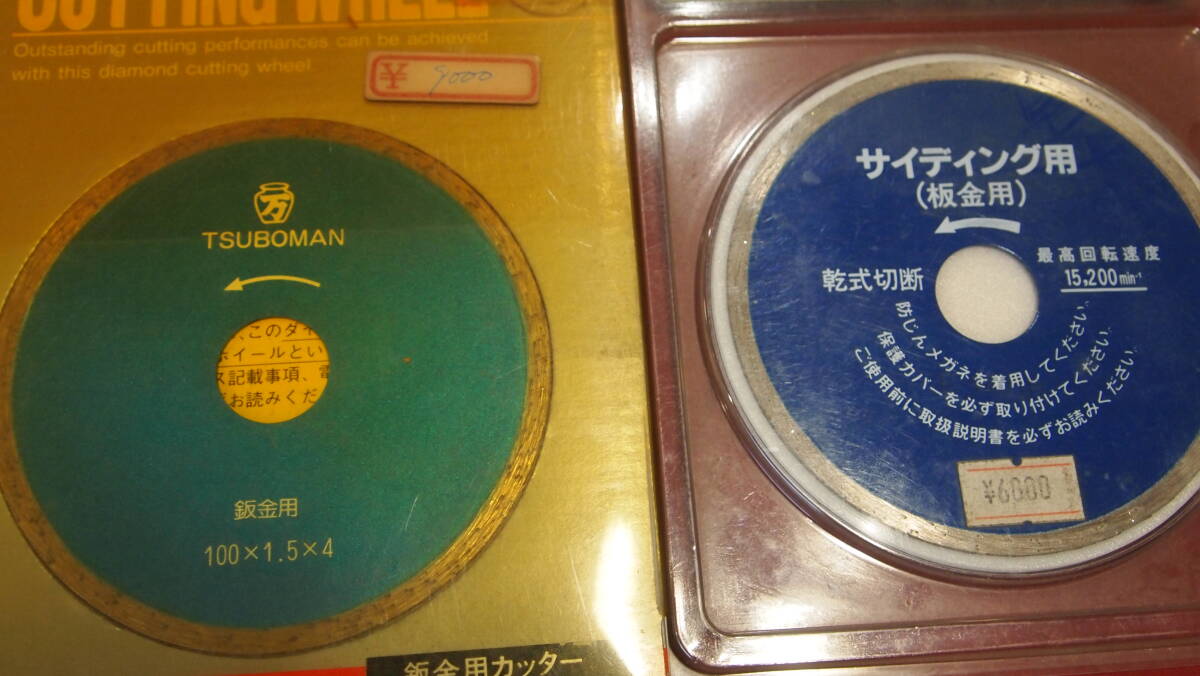 CUTTING WHEEL
Outstanding cutting performances can be achieved
with this diamond cutting wheel
¥ 9000
万
TSUBOMAN
、このダイ
ホイールとい
記載事項、電
お読みくだ
鈑金用
100×1.5×4
鈑金用カッター
サイディング用
(板金用)
最高回転速度
15,200min⁻¹
乾式切断
防じんメガネを着用してください。
保護カバーを必ず取り付けてください。
ご使用前に取扱説明書を必ずお読みください
¥6800